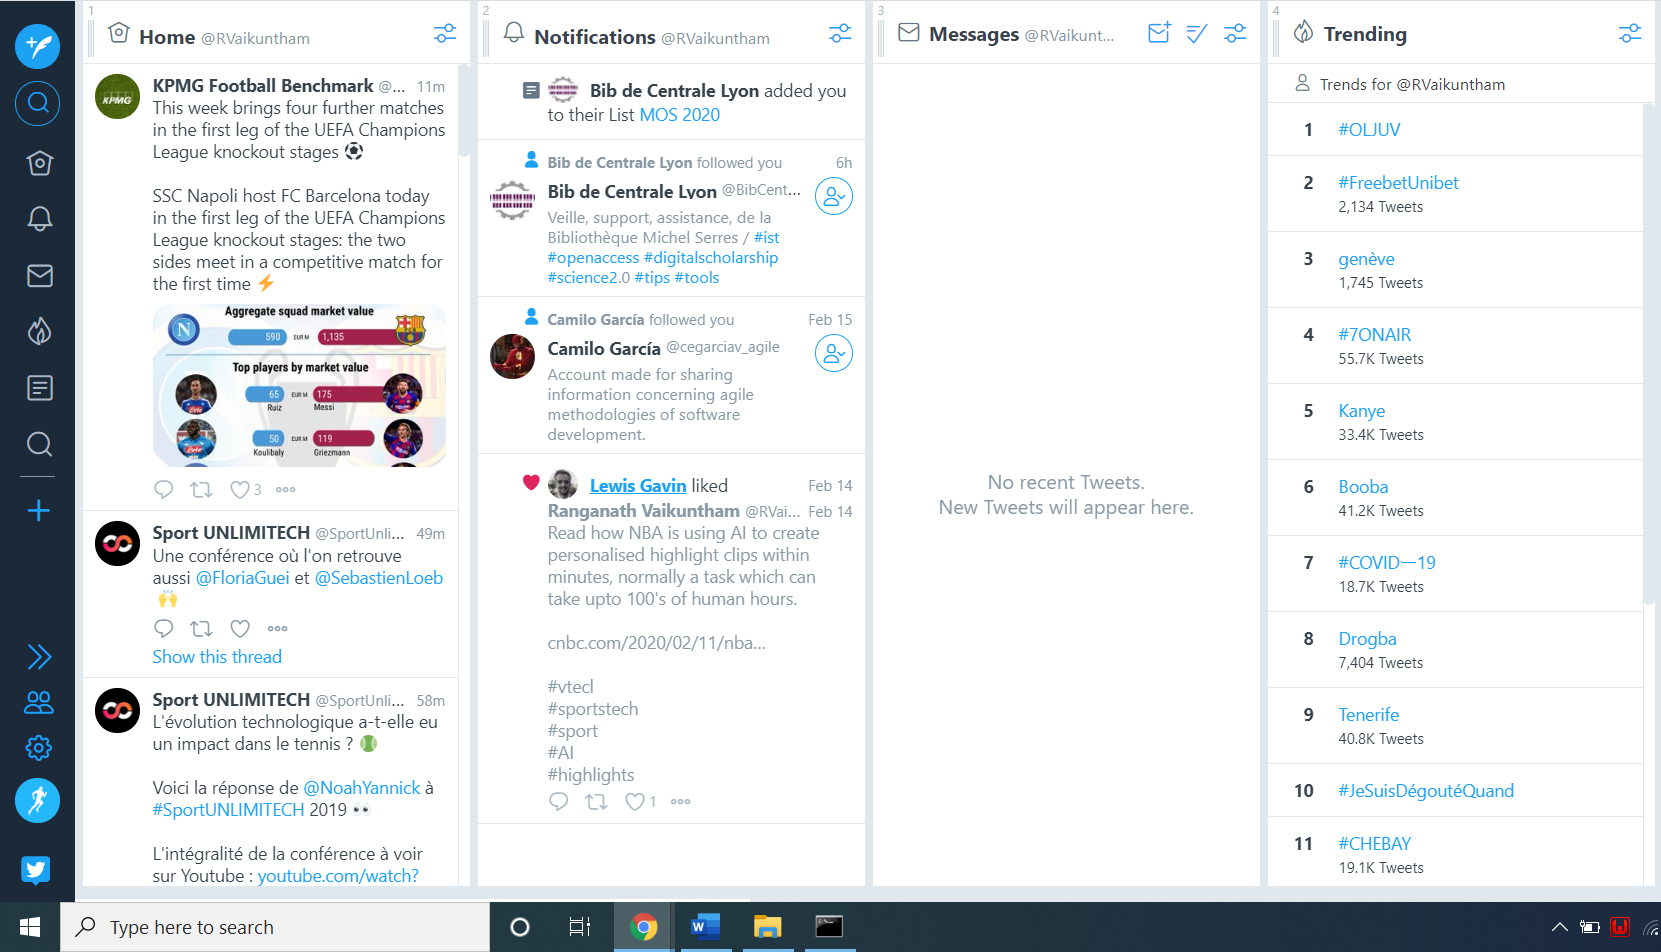 1
Home @RVaikuntham
KPMG Football Benchmark @... 11m
This week brings four further matches
in the first leg of the UEFA Champions
League knockout stages
SSC Napoli host FC Barcelona today
in the first leg of the UEFA Champions
League knockout stages: the two
sides meet in a competitive match for
the first time
KPMG
Aggregate squad market value
N 590 EUR M 1,135
Top players by market value
65 EUR M 175
Ruiz Messi
50 EUR M 119
Koulibaly Griezmann
3
Sport UNLIMITECH @SportUnli... 49m
Une conférence où l'on retrouve
aussi @FloriaGuei et @SebastienLoeb
Show this thread
Sport UNLIMITECH @SportUnli... 58m
L'évolution technologique a-t-elle eu
un impact dans le tennis ?
Voici la réponse de @NoahYannick à
#SportUNLIMITECH 2019
L'intégralité de la conférence à voir
sur Youtube : youtube.com/watch?
2
Notifications @RVaikuntham
Bib de Centrale Lyon added you
to their List MOS 2020
Bib de Centrale Lyon followed you 6h
Bib de Centrale Lyon @BibCent...
Veille, support, assistance, de la
Bibliothèque Michel Serres / #ist
#openaccess #digitalscholarship
#science2.0 #tips #tools
Camilo García followed you Feb 15
Camilo García @cegarciav_agile
Account made for sharing
information concerning agile
methodologies of software
development.
Lewis Gavin liked Feb 14
Ranganath Vaikuntham @RVai... Feb 14
Read how NBA is using AI to create
personalised highlight clips within
minutes, normally a task which can
take upto 100's of human hours.
cnbc.com/2020/02/11/nba...
#vtecl
#sportstech
#sport
#AI
#highlights
1
3
Messages @RVaikunt...
No recent Tweets.
New Tweets will appear here.
4
Trending
Trends for @RVaikuntham
1 #OLJUV
2 #FreebetUnibet
2,134 Tweets
3 genève
1,745 Tweets
4 #7ONAIR
55.7K Tweets
5 Kanye
33.4K Tweets
6 Booba
41.2K Tweets
7 #COVIDー19
18.7K Tweets
8 Drogba
7,404 Tweets
9 Tenerife
40.8K Tweets
10 #JeSuisDégoutéQuand
11 #CHEBAY
19.1K Tweets
Type here to search